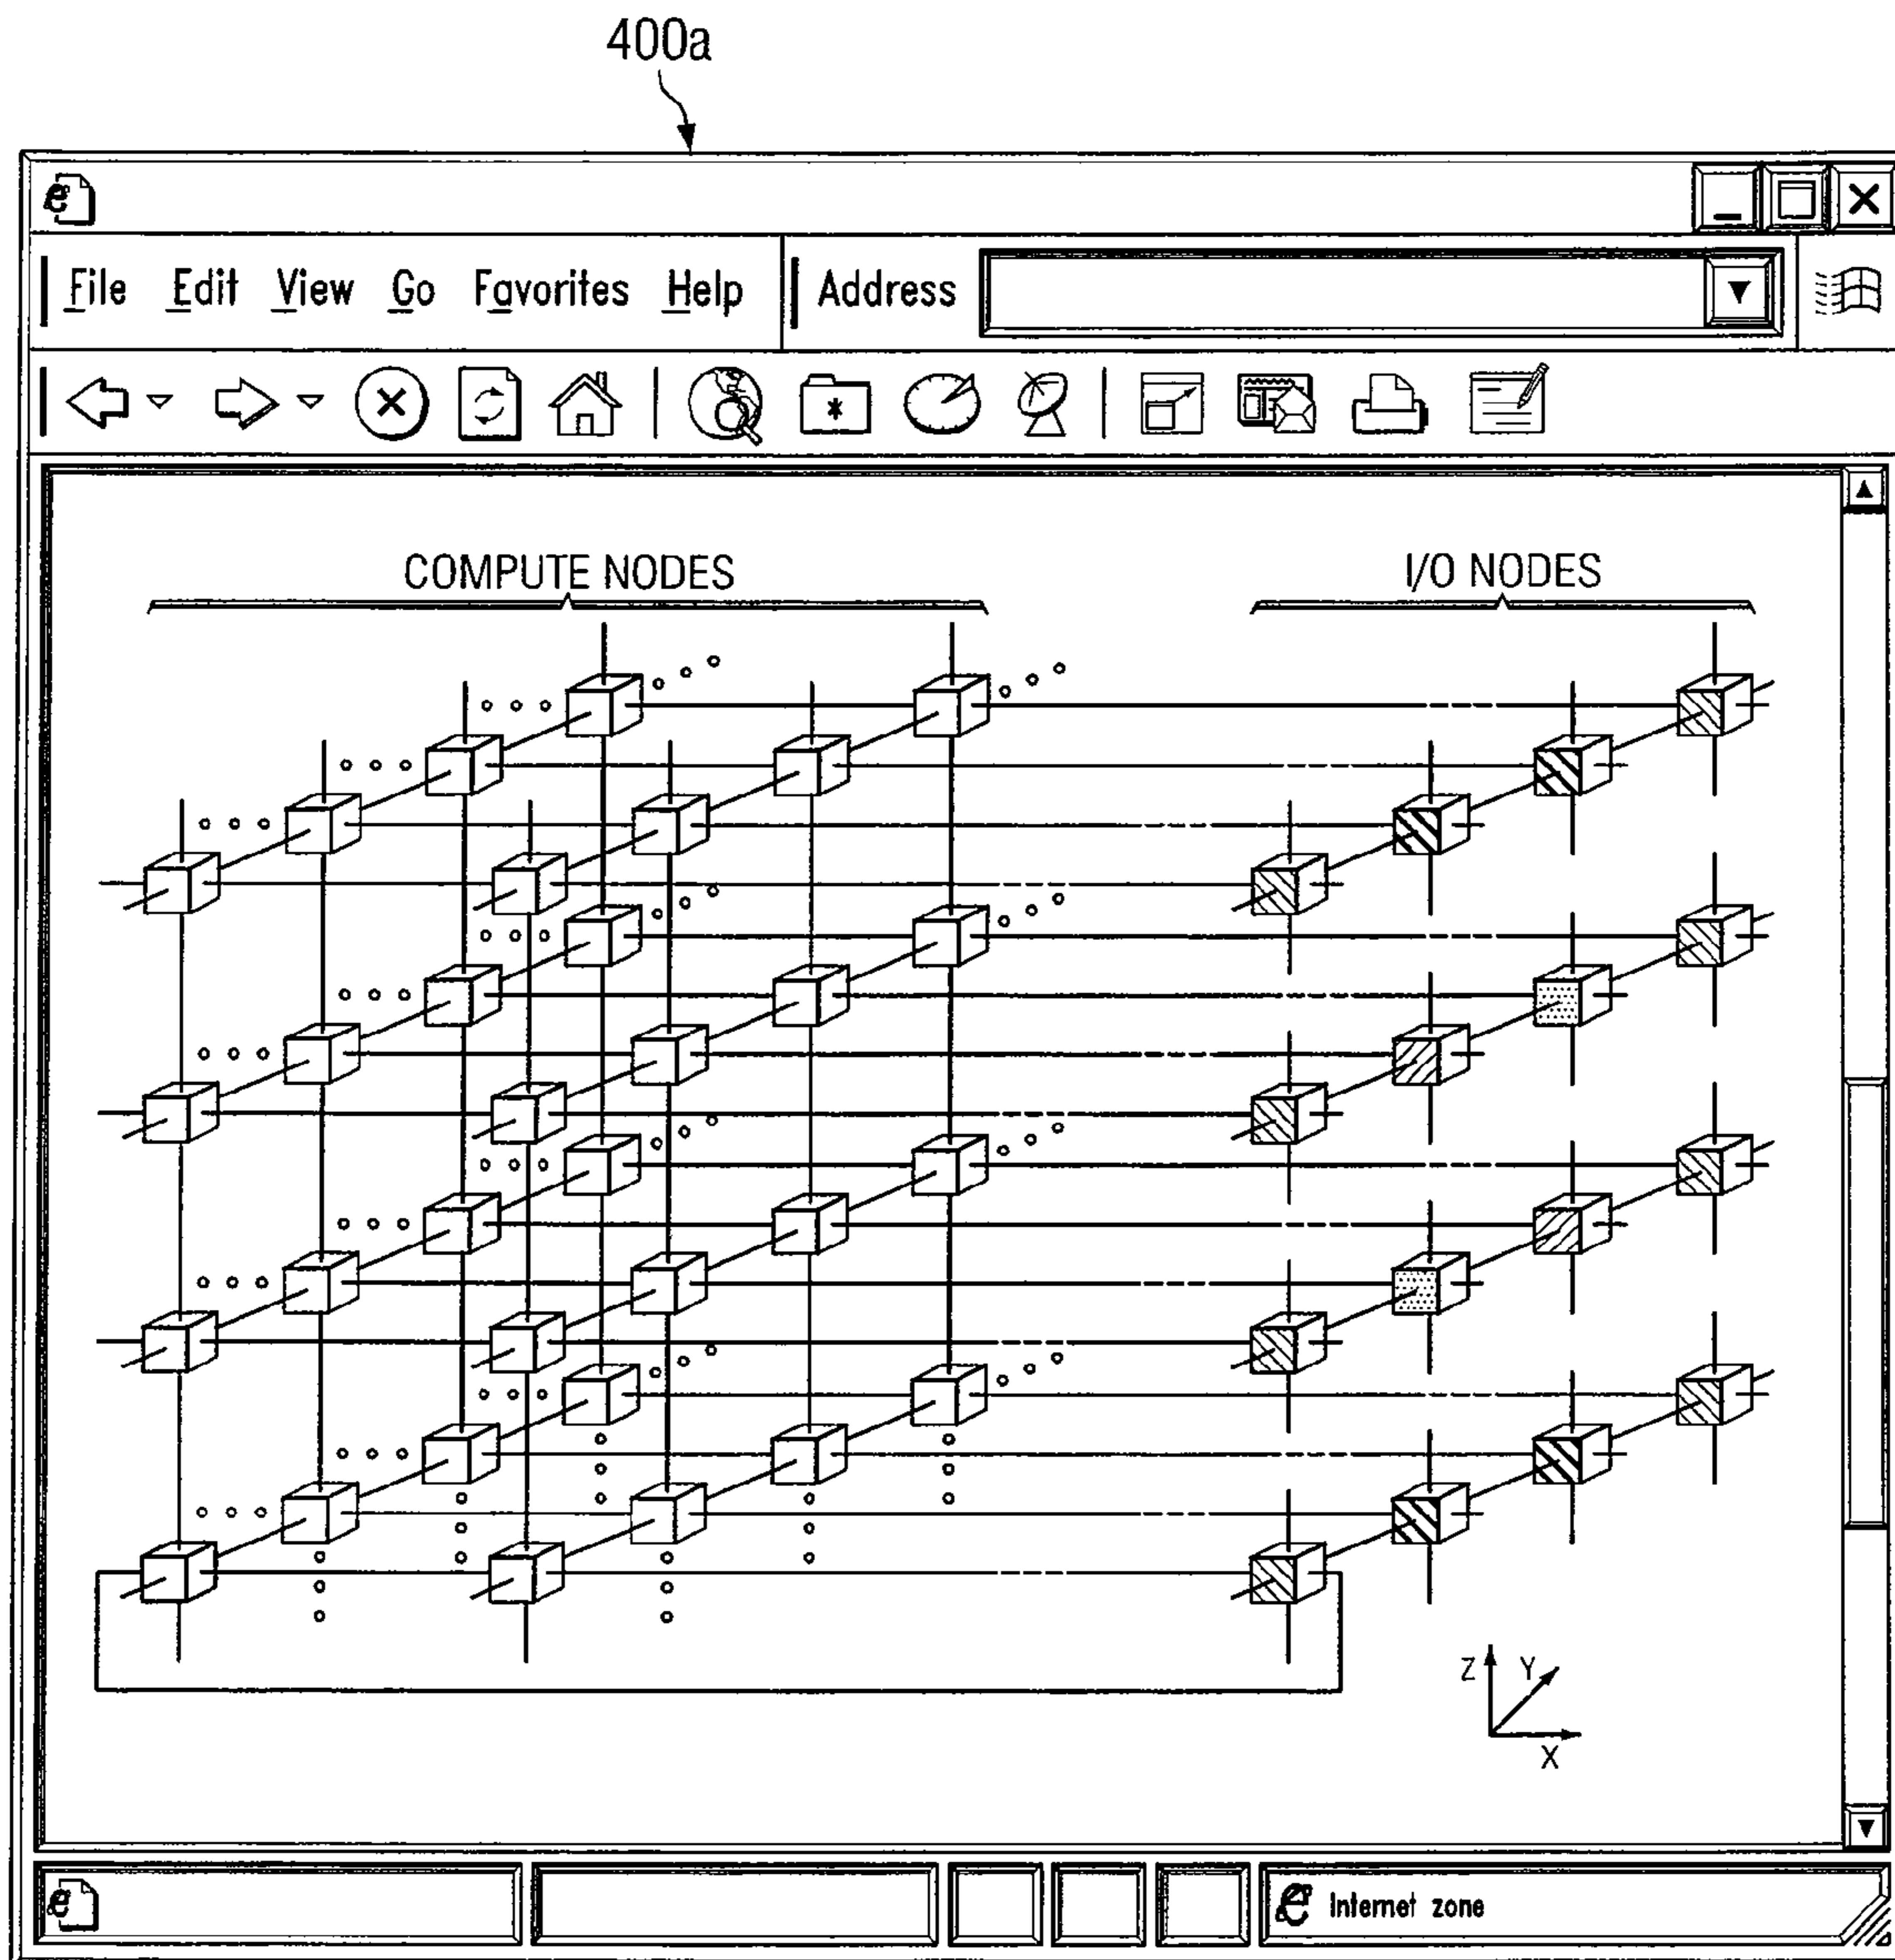 400a
File Edit View Go Favorites Help Address
COMPUTE NODES I/O NODES
Z Y
X
Internet zone